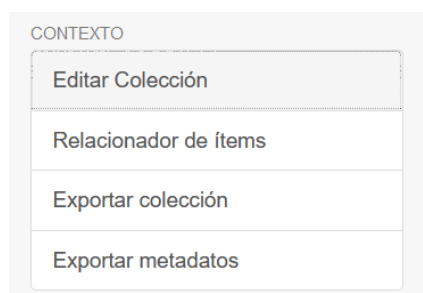 CONTEXTO
Editar Colección
Relacionador de ítems
Exportar colección
Exportar metadatos